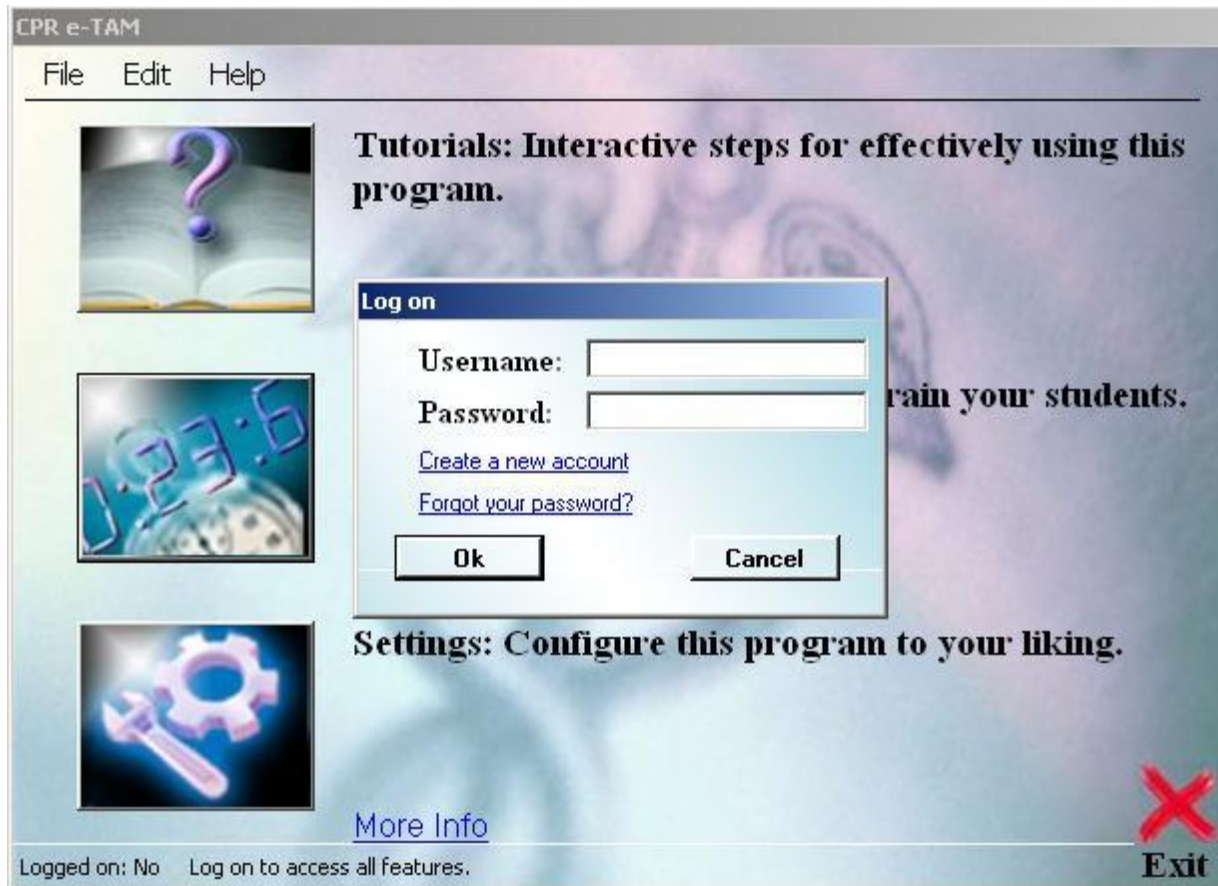 CPR e-TAM
File Edit Help
Tutorials: Interactive steps for effectively using this
program.
Log on
Username:
Password:
your students.
Create a new account
Forgot your password?
Ok Cancel
Settings: Configure this program to your liking.
More Info
Exit
Logged on: No Log on to access all features.